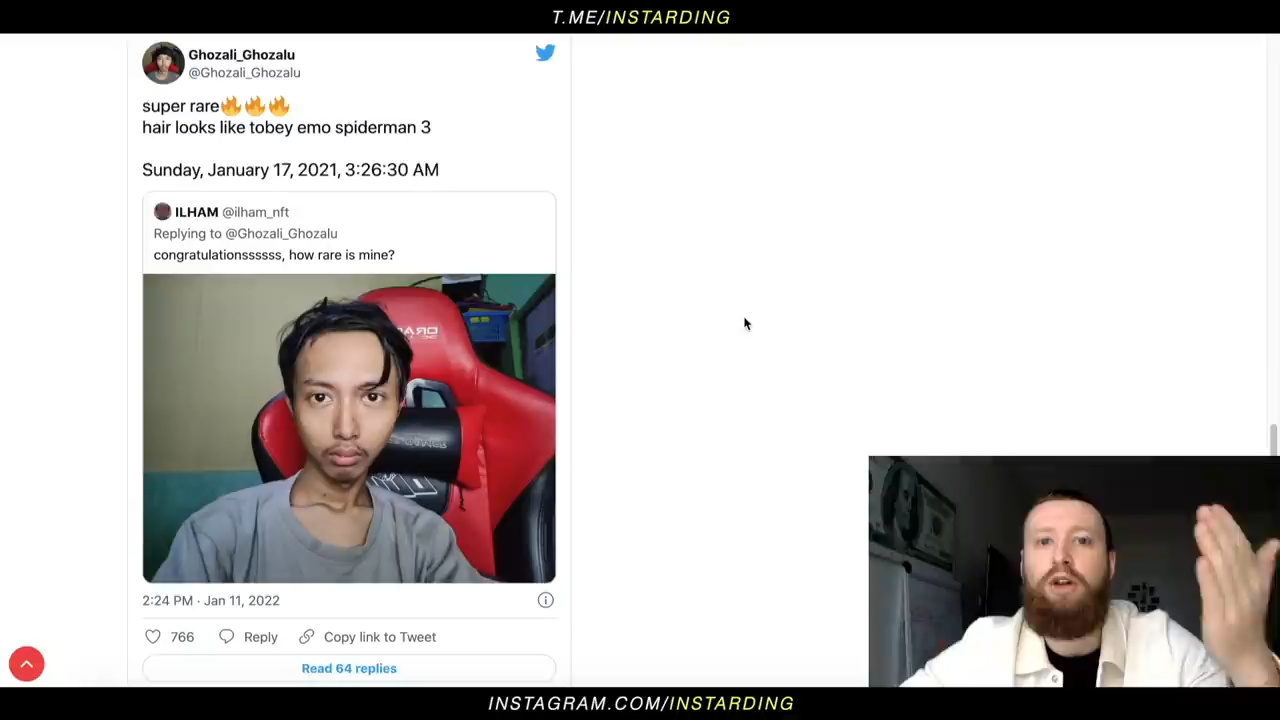 T.ME/INSTARDING
Ghozali_Ghozalu
@Ghozali_Ghozalu
super rare🔥🔥🔥
hair looks like tobey emo spiderman 3
Sunday, January 17, 2021, 3:26:30 AM
ILHAM @ilham_nft
Replying to @Ghozali_Ghozalu
congratulationssssss, how rare is mine?
2:24 PM · Jan 11, 2022
766 Reply Copy link to Tweet
Read 64 replies
INSTAGRAM.COM/INSTARDING